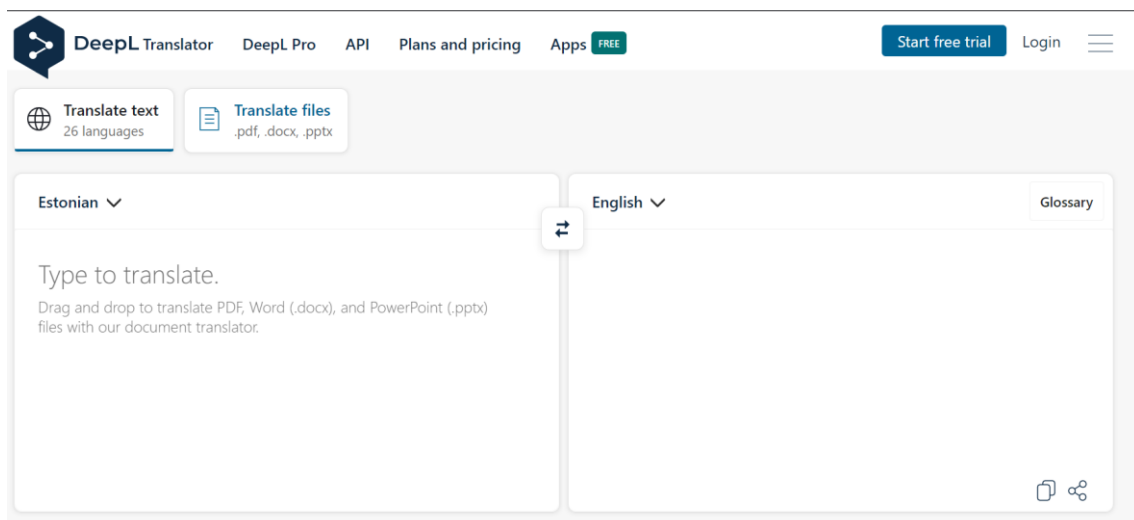 DeepL Translator DeepL Pro API Plans and pricing Apps FREE Start free trial Login
Translate text
26 languages
Translate files
.pdf, .docx, .pptx
Estonian
English
Glossary
Type to translate.
Drag and drop to translate PDF, Word (.docx), and PowerPoint (.pptx)
files with our document translator.